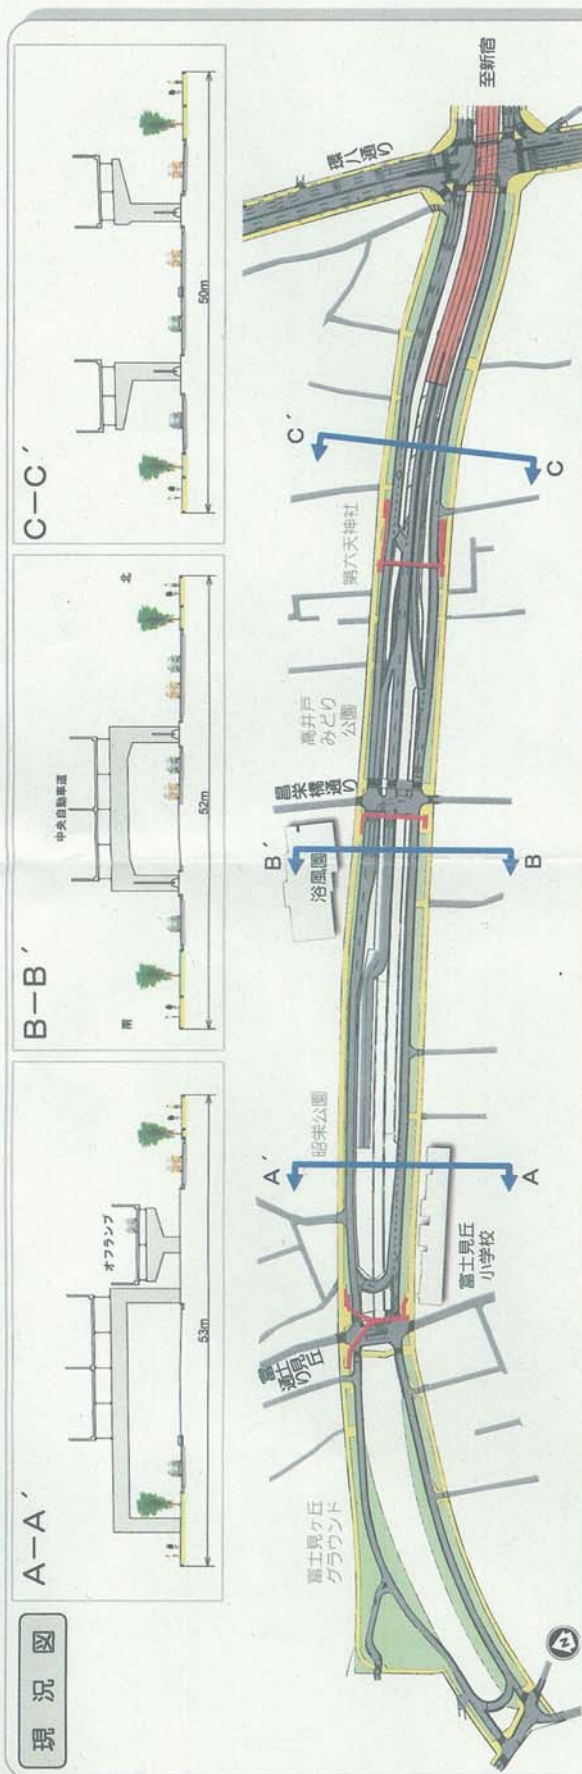 現況図
A-A´
オフランプ
53m
B-B´
中央自動車道
南
北
52m
C-C´
50m
富士見ヶ丘
グラウンド
富士見丘
通り
A´
昭栄公園
A
富士見丘
小学校
B´
浴風園
B
昌栄橋通り
高井戸
みどり
公園
第六天神社
C´
C
環八通り
至新宿
N